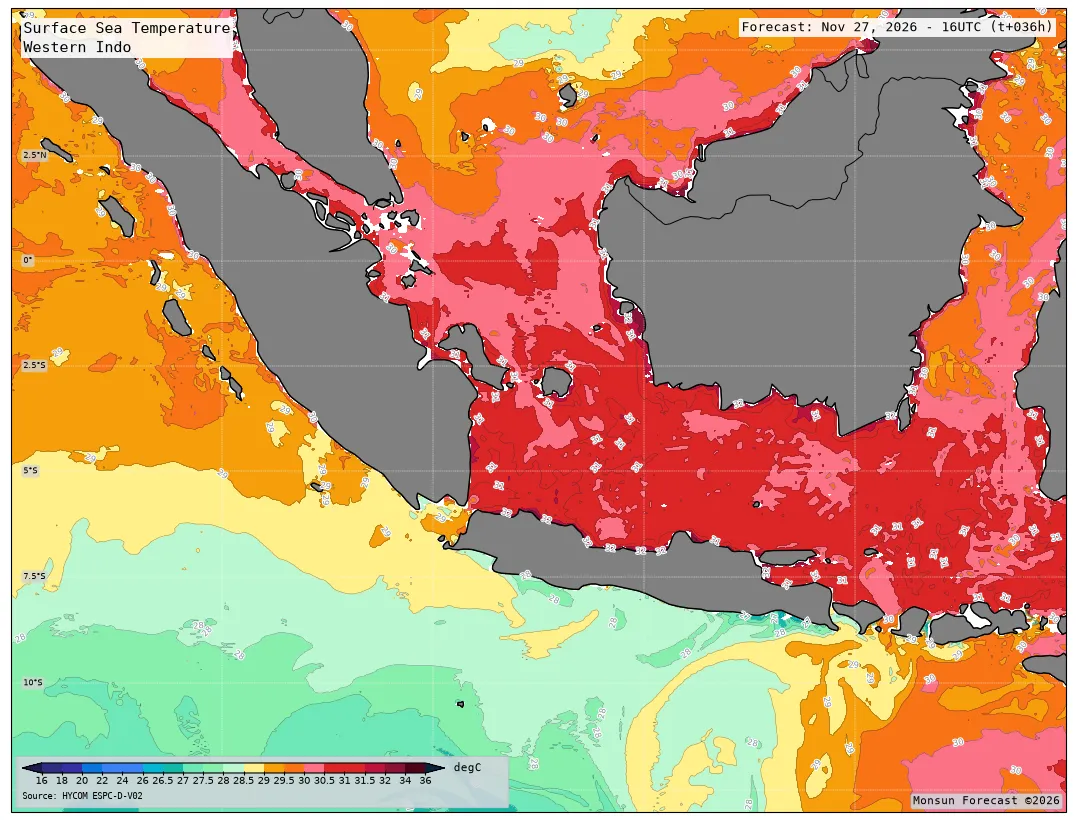 Surface Sea Temperature
Western Indo
Forecast: Nov 27, 2026 - 16UTC (t+036h)
2.5°N
0°
2.5°S
5°S
7.5°S
10°S
16 18 20 22 24 26 26.5 27 27.5 28 28.5 29 29.5 30 30.5 31 31.5 32 34 36 degC
Source: HYCOM ESPC-D-V02
Monsun Forecast ©2026